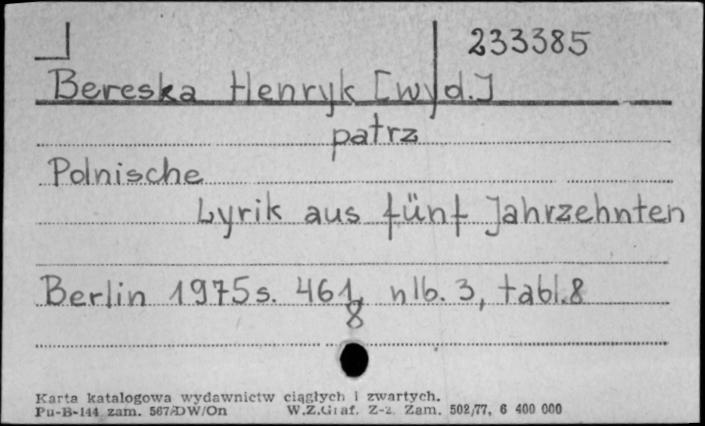 233385
Bereska Henryk [wyd.]
patrz
Polnische
Lyrik aus fünf Jahrzehnten
Berlin 1975 s. 461, nlb. 3, tabl. 8
8
Karta katalogowa wydawnictw ciągłych i zwartych.
Pu-B-144 zam. 567/DW/On W.Z.Graf. Z-z. Zam. 502/77, 6 400 000